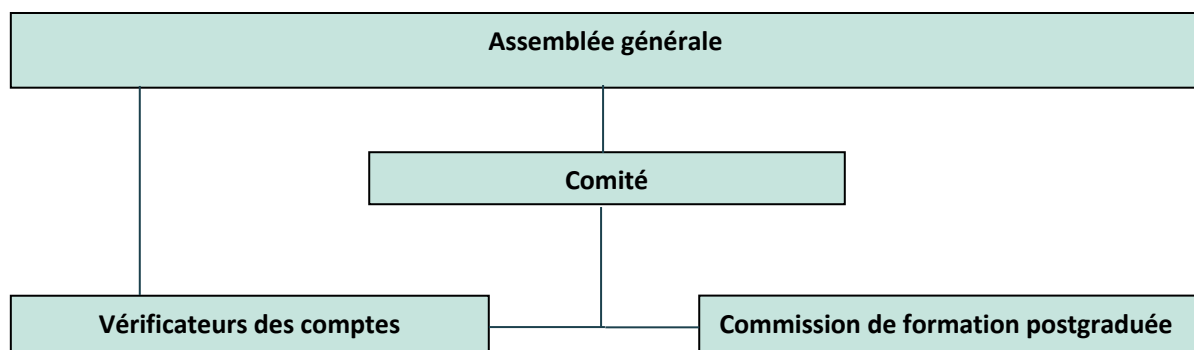 Assemblée générale
Comité
Vérificateurs des comptes
Commission de formation postgraduée